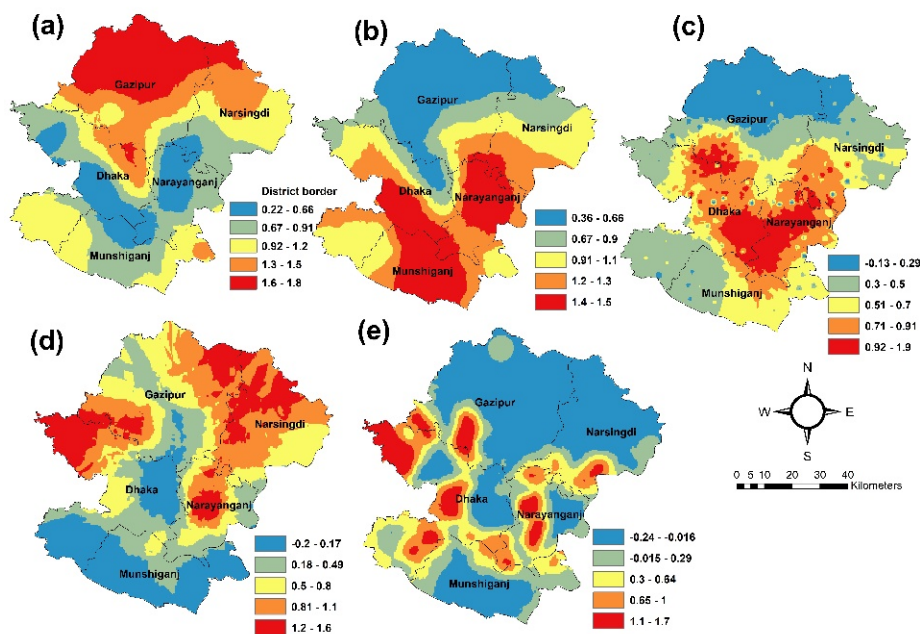 (a)
Gazipur
Narsingdi
Dhaka
Narayanganj
Munshiganj
District border
0.22 - 0.66
0.67 - 0.91
0.92 - 1.2
1.3 - 1.5
1.6 - 1.8
(b)
Gazipur
Narsingdi
Dhaka
Narayanganj
Munshiganj
0.36 - 0.66
0.67 - 0.9
0.91 - 1.1
1.2 - 1.3
1.4 - 1.5
(c)
Gazipur
Narsingdi
Dhaka
Narayanganj
Munshiganj
-0.13 - 0.29
0.3 - 0.5
0.51 - 0.7
0.71 - 0.91
0.92 - 1.9
(d)
Gazipur
Narsingdi
Dhaka
Narayanganj
Munshiganj
-0.2 - 0.17
0.18 - 0.49
0.5 - 0.8
0.81 - 1.1
1.2 - 1.6
(e)
Gazipur
Narsingdi
Dhaka
Narayanganj
Munshiganj
-0.24 - -0.016
-0.015 - 0.29
0.3 - 0.64
0.65 - 1
1.1 - 1.7
N
W E
S
0 5 10 20 30 40
Kilometers